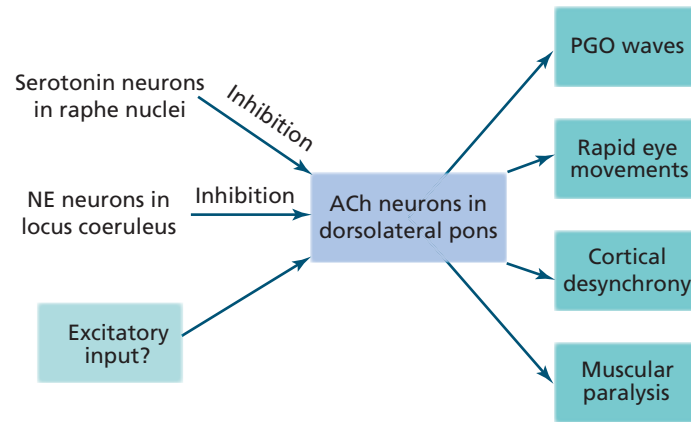 Serotonin neurons
in raphe nuclei
Inhibition
NE neurons in
locus coeruleus
Inhibition
Excitatory
input?
ACh neurons in
dorsolateral pons
PGO waves
Rapid eye
movements
Cortical
desynchrony
Muscular
paralysis